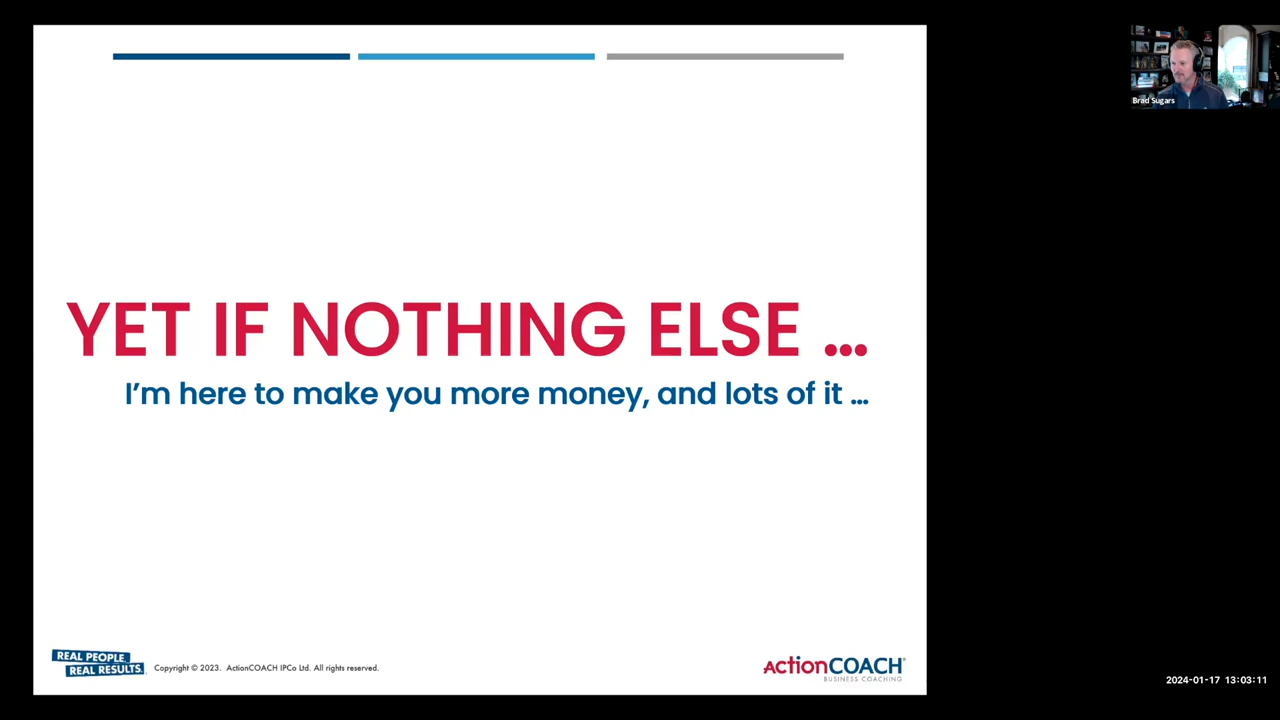 Brad Sugars
YET IF NOTHING ELSE ...
I'm here to make you more money, and lots of it ...
REAL PEOPLE.
REAL RESULTS.
Copyright © 2023. ActionCOACH IPCo Ltd. All rights reserved.
actionCOACH®
BUSINESS COACHING
2024-01-17 13:03:11